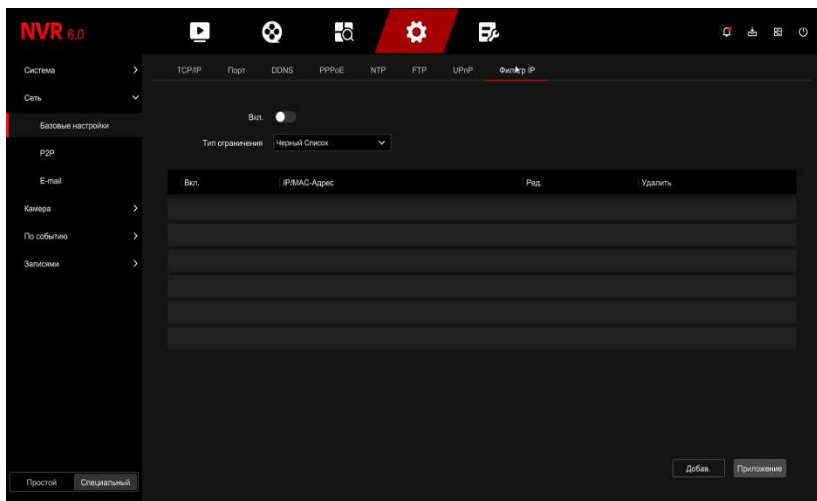 NVR 6.0
Система
TCP/IP Порт DDNS PPPoE NTP FTP UPnP Фильтр IP
Сеть
Вкл.
Базовые настройки
Тип ограничения Черный Список
P2P
E-mail
Вкл. IP/MAC-Адрес Ред. Удалить
Камера
По событию
Записями
Добав. Приложение
Простой Специальный